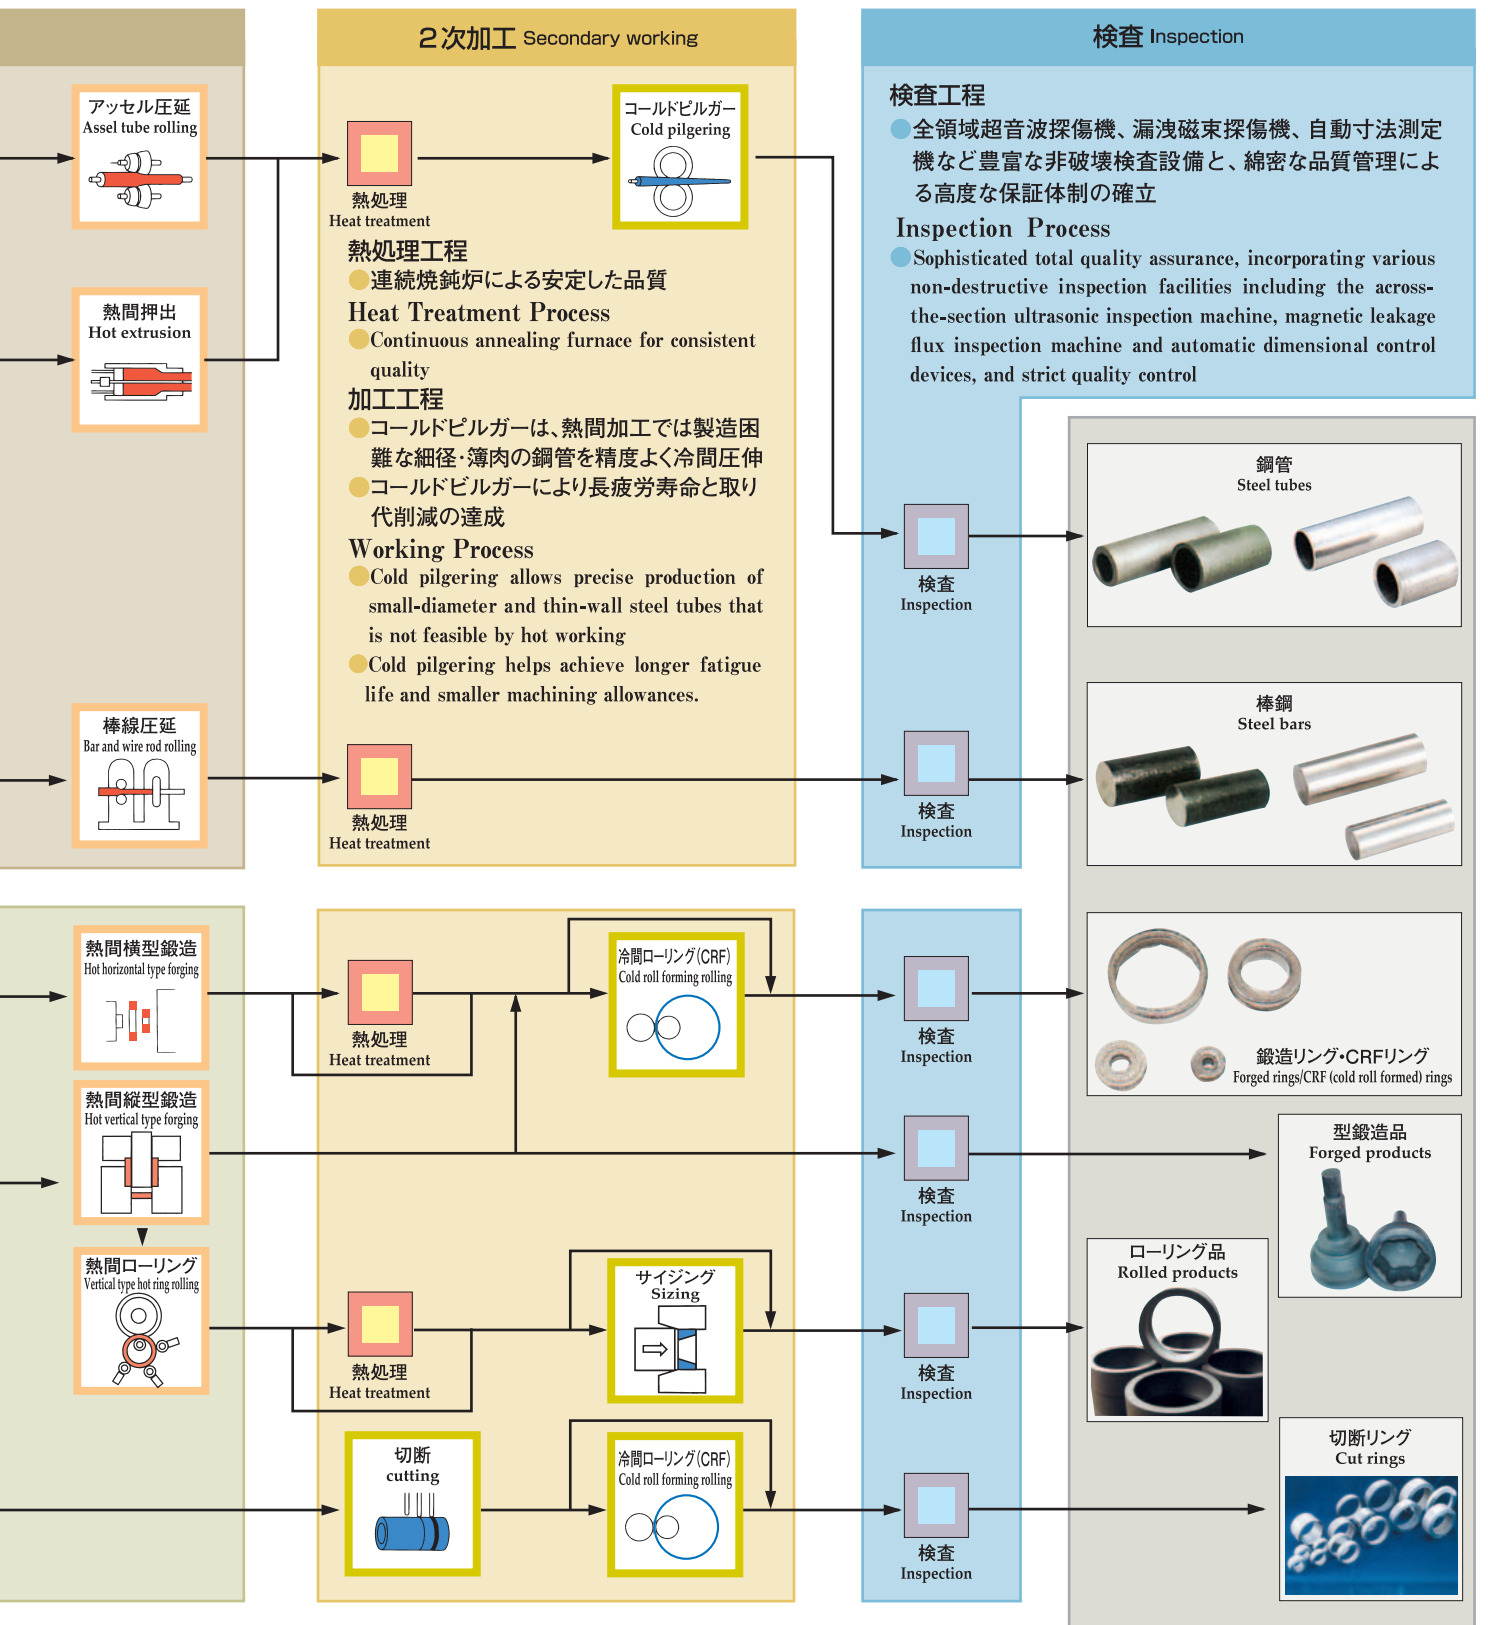 2次加工 Secondary working
検査 Inspection
アッセル圧延
Assel tube rolling
熱間押出
Hot extrusion
棒線圧延
Bar and wire rod rolling
熱処理
Heat treatment
コールドピルガー
Cold pilgering
熱処理工程
●連続焼鈍炉による安定した品質
Heat Treatment Process
●Continuous annealing furnace for consistent
quality
加工工程
●コールドピルガーは、熱間加工では製造困
難な細径・薄肉の鋼管を精度よく冷間圧伸
●コールドビルガーにより長疲労寿命と取り
代削減の達成
Working Process
●Cold pilgering allows precise production of
small-diameter and thin-wall steel tubes that
is not feasible by hot working
●Cold pilgering helps achieve longer fatigue
life and smaller machining allowances.
熱処理
Heat treatment
検査工程
●全領域超音波探傷機、漏洩磁束探傷機、自動寸法測定
機など豊富な非破壊検査設備と、綿密な品質管理によ
る高度な保証体制の確立
Inspection Process
●Sophisticated total quality assurance, incorporating various
non-destructive inspection facilities including the across-
the-section ultrasonic inspection machine, magnetic leakage
flux inspection machine and automatic dimensional control
devices, and strict quality control
検査
Inspection
鋼管
Steel tubes
検査
Inspection
棒鋼
Steel bars
熱間横型鍛造
Hot horizontal type forging
熱処理
Heat treatment
冷間ローリング(CRF)
Cold roll forming rolling
検査
Inspection
鍛造リング・CRFリング
Forged rings/CRF (cold roll formed) rings
熱間縦型鍛造
Hot vertical type forging
検査
Inspection
型鍛造品
Forged products
熱間ローリング
Vertical type hot ring rolling
熱処理
Heat treatment
サイジング
Sizing
検査
Inspection
ローリング品
Rolled products
切断
cutting
冷間ローリング(CRF)
Cold roll forming rolling
検査
Inspection
切断リング
Cut rings